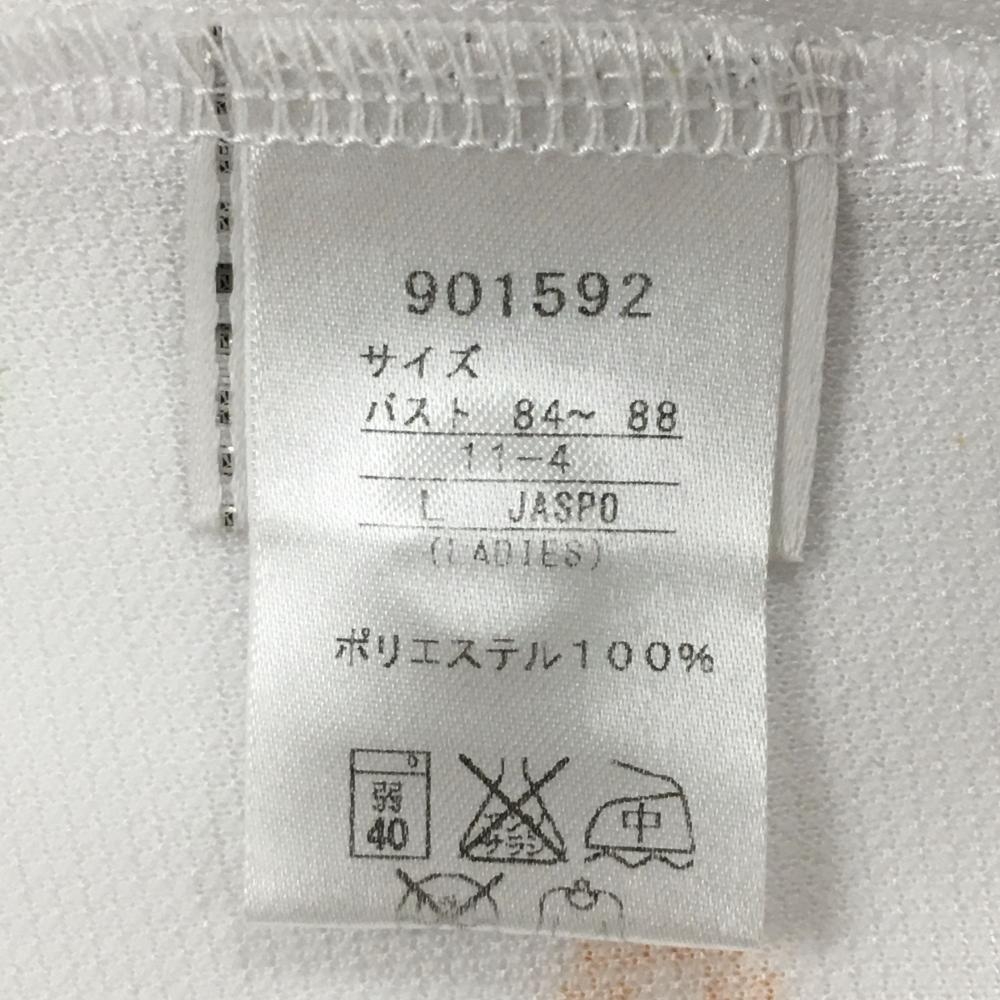 901592
サイズ
バスト 84~ 88
11-4
L JASPO
(LADIES)
ポリエステル100%
弱 中
40